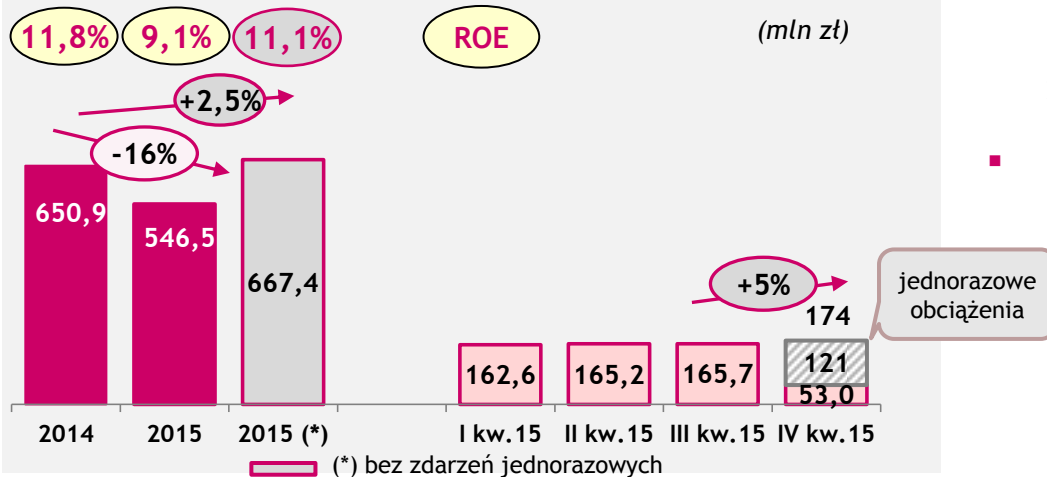 11,8% 9,1% 11,1% ROE (mln zł)
+2,5%
-16%
650,9
546,5
667,4
+5%
jednorazowe
obciążenia
174
162,6 165,2 165,7 121
53,0
2014 2015 2015 (*) I kw.15 II kw.15 III kw.15 IV kw.15
(*) bez zdarzeń jednorazowych